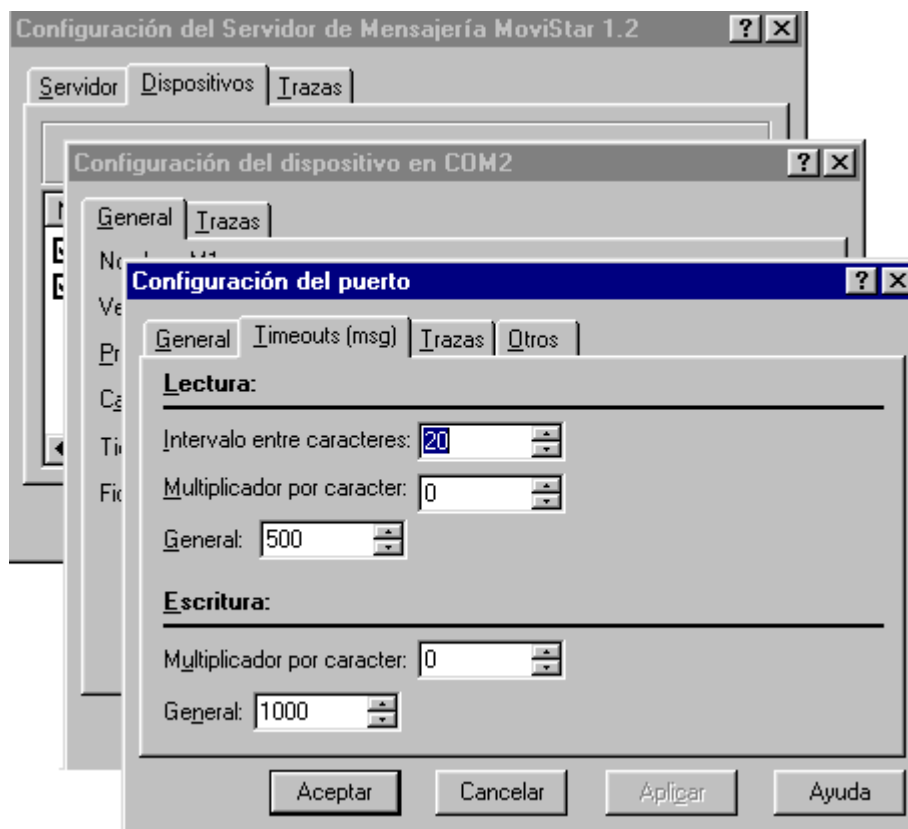 Configuración del Servidor de Mensajería MoviStar 1.2
Servidor Dispositivos Trazas
Configuración del dispositivo en COM2
General Trazas
Configuración del puerto
General Timeouts (msg) Trazas Otros
Lectura:
Intervalo entre caracteres: 20
Multiplicador por caracter: 0
General: 500
Escritura:
Multiplicador por caracter: 0
General: 1000
Aceptar Cancelar Aplicar Ayuda